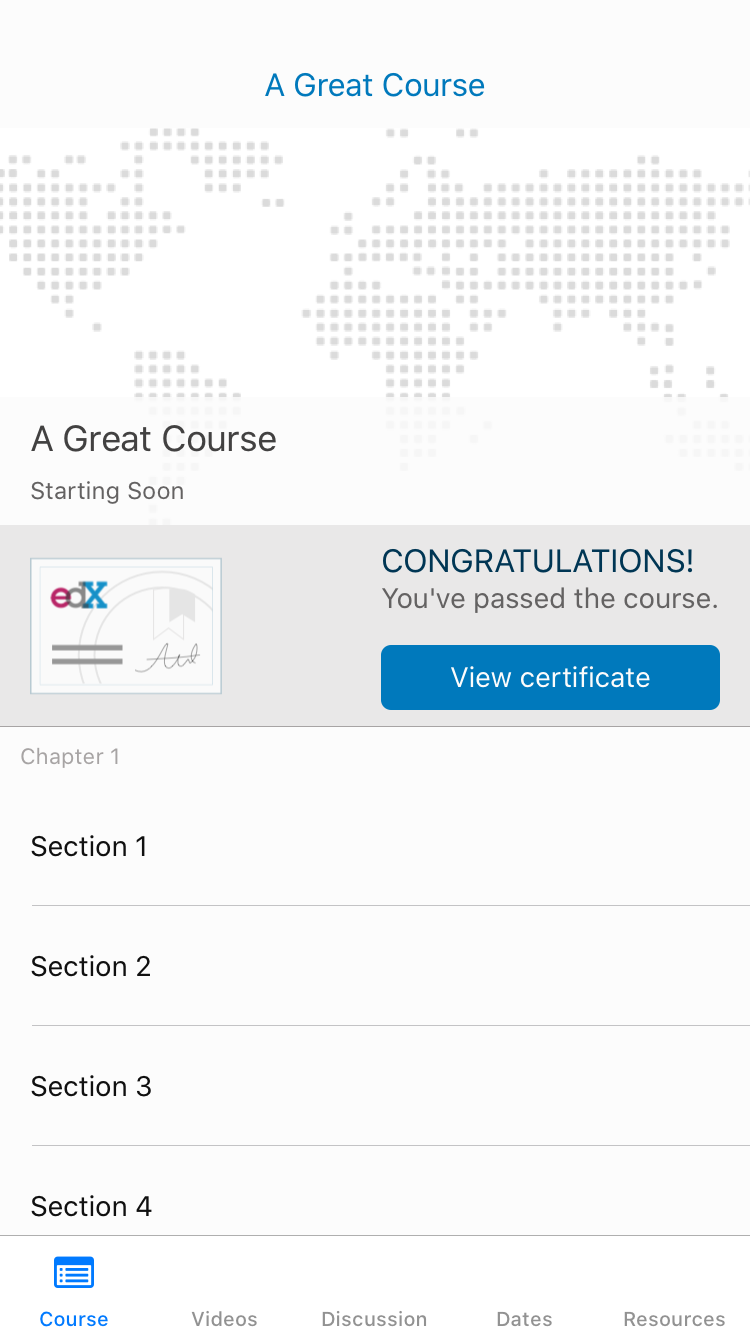 A Great Course
A Great Course
Starting Soon
edX
CONGRATULATIONS!
You've passed the course.
View certificate
Chapter 1
Section 1
Section 2
Section 3
Section 4
Course Videos Discussion Dates Resources